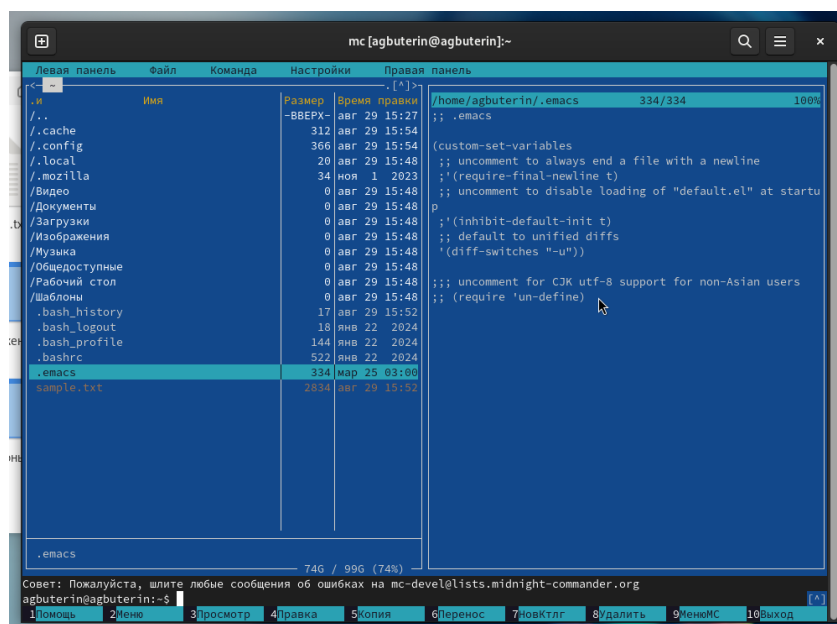 mc [agbuterin@agbuterin]:~
Левая панель Файл Команда Настройки Правая панель
<- ~ .[^]>
.и Имя Размер Время правки
/.. -ВВЕРХ- авг 29 15:27
/.cache 312 авг 29 15:54
/.config 366 авг 29 15:54
/.local 20 авг 29 15:48
/.mozilla 34 ноя 1 2023
/Видео 0 авг 29 15:48
/Документы 0 авг 29 15:48
/Загрузки 0 авг 29 15:48
/Изображения 0 авг 29 15:48
/Музыка 0 авг 29 15:48
/Общедоступные 0 авг 29 15:48
/Рабочий стол 0 авг 29 15:48
/Шаблоны 0 авг 29 15:48
.bash_history 17 авг 29 15:52
.bash_logout 18 янв 22 2024
.bash_profile 144 янв 22 2024
.bashrc 522 янв 22 2024
.emacs 334 мар 25 03:00
sample.txt 2834 авг 29 15:52
.emacs
74G / 99G (74%)
/home/agbuterin/.emacs 334/334 100%
;; .emacs
(custom-set-variables
;; uncomment to always end a file with a newline
;'(require-final-newline t)
;; uncomment to disable loading of "default.el" at startu
p
;'(inhibit-default-init t)
;; default to unified diffs
'(diff-switches "-u"))
;;; uncomment for CJK utf-8 support for non-Asian users
;; (require 'un-define)
Совет: Пожалуйста, шлите любые сообщения об ошибках на mc-devel@lists.midnight-commander.org
agbuterin@agbuterin:~$ [^]
1Помощь 2Меню 3Просмотр 4Правка 5Копия 6Перенос 7НовКтлг 8Удалить 9МенюMC 10Выход